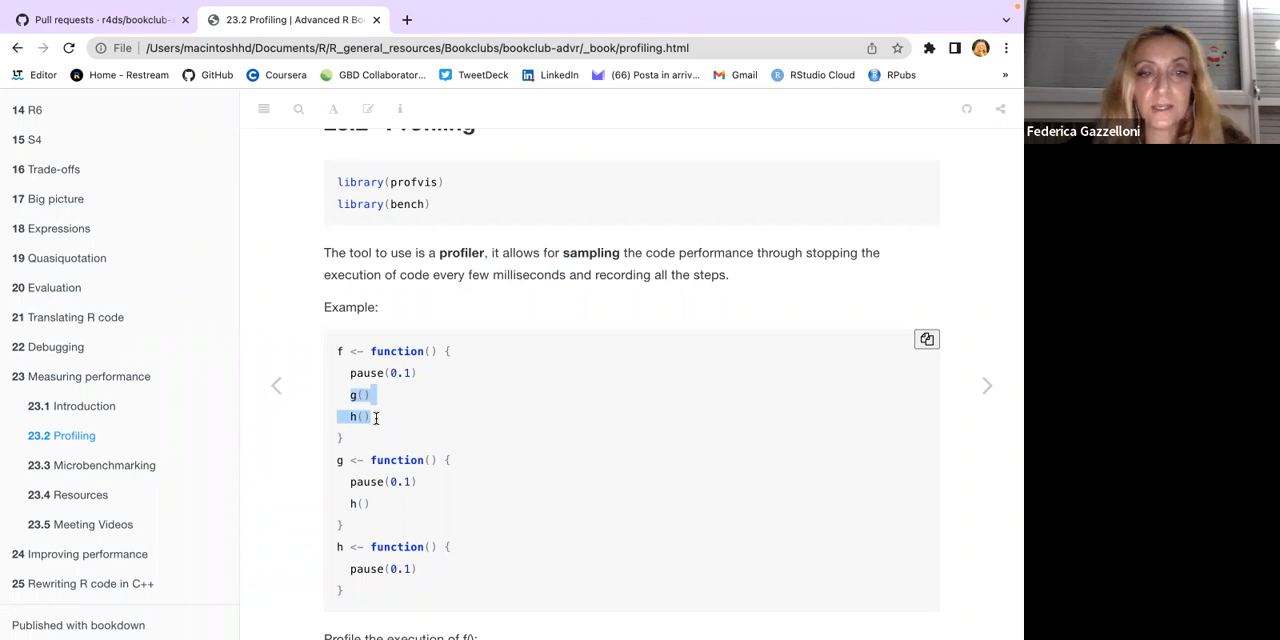 Pull requests · r4ds/bookclub-
23.2 Profiling | Advanced R Bo
File
/Users/macintoshhd/Documents/R/R_general_resources/Bookclubs/bookclub-advr/_book/profiling.html
Editor
Home - Restream
GitHub
Coursera
GBD Collaborator...
TweetDeck
LinkedIn
(66) Posta in arriv...
Gmail
RStudio Cloud
RPubs
»
Federica Gazzelloni
14 R6
15 S4
16 Trade-offs
17 Big picture
18 Expressions
19 Quasiquotation
20 Evaluation
21 Translating R code
22 Debugging
23 Measuring performance
23.1 Introduction
23.2 Profiling
23.3 Microbenchmarking
23.4 Resources
23.5 Meeting Videos
24 Improving performance
25 Rewriting R code in C++
Published with bookdown
23.2 Profiling
library(profvis)
library(bench)
The tool to use is a profiler, it allows for sampling the code performance through stopping the
execution of code every few milliseconds and recording all the steps.
Example:
f <- function() {
  pause(0.1)
  g()
  h()
}
g <- function() {
  pause(0.1)
  h()
}
h <- function() {
  pause(0.1)
}
Profile the execution of f():